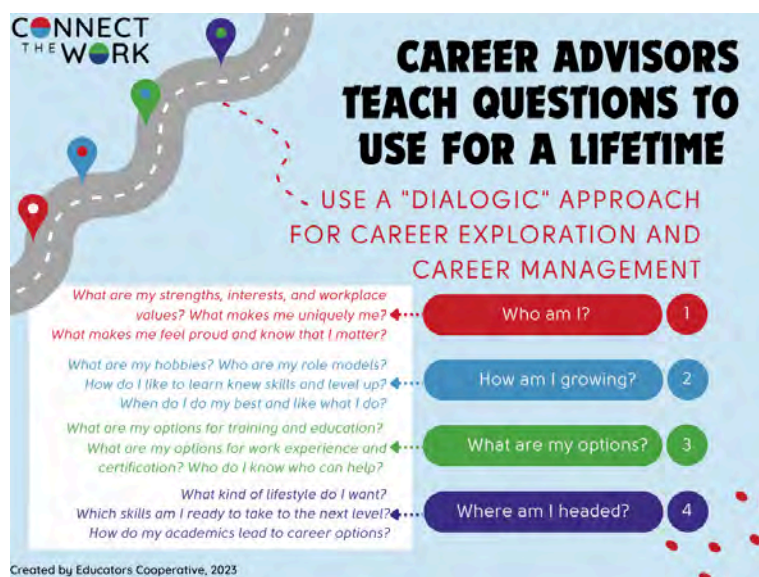 CONNECT
THE WORK
CAREER ADVISORS
TEACH QUESTIONS TO
USE FOR A LIFETIME
USE A "DIALOGIC" APPROACH
FOR CAREER EXPLORATION AND
CAREER MANAGEMENT
What are my strengths, interests, and workplace
values? What makes me uniquely me?
What makes me feel proud and know that I matter?
Who am I?
1
What are my hobbies? Who are my role models?
How do I like to learn knew skills and level up?
When do I do my best and like what I do?
How am I growing?
2
What are my options for training and education?
What are my options for work experience and
certification? Who do I know who can help?
What are my options?
3
What kind of lifestyle do I want?
Which skills am I ready to take to the next level?
How do my academics lead to career options?
Where am I headed?
4
Created by Educators Cooperative, 2023